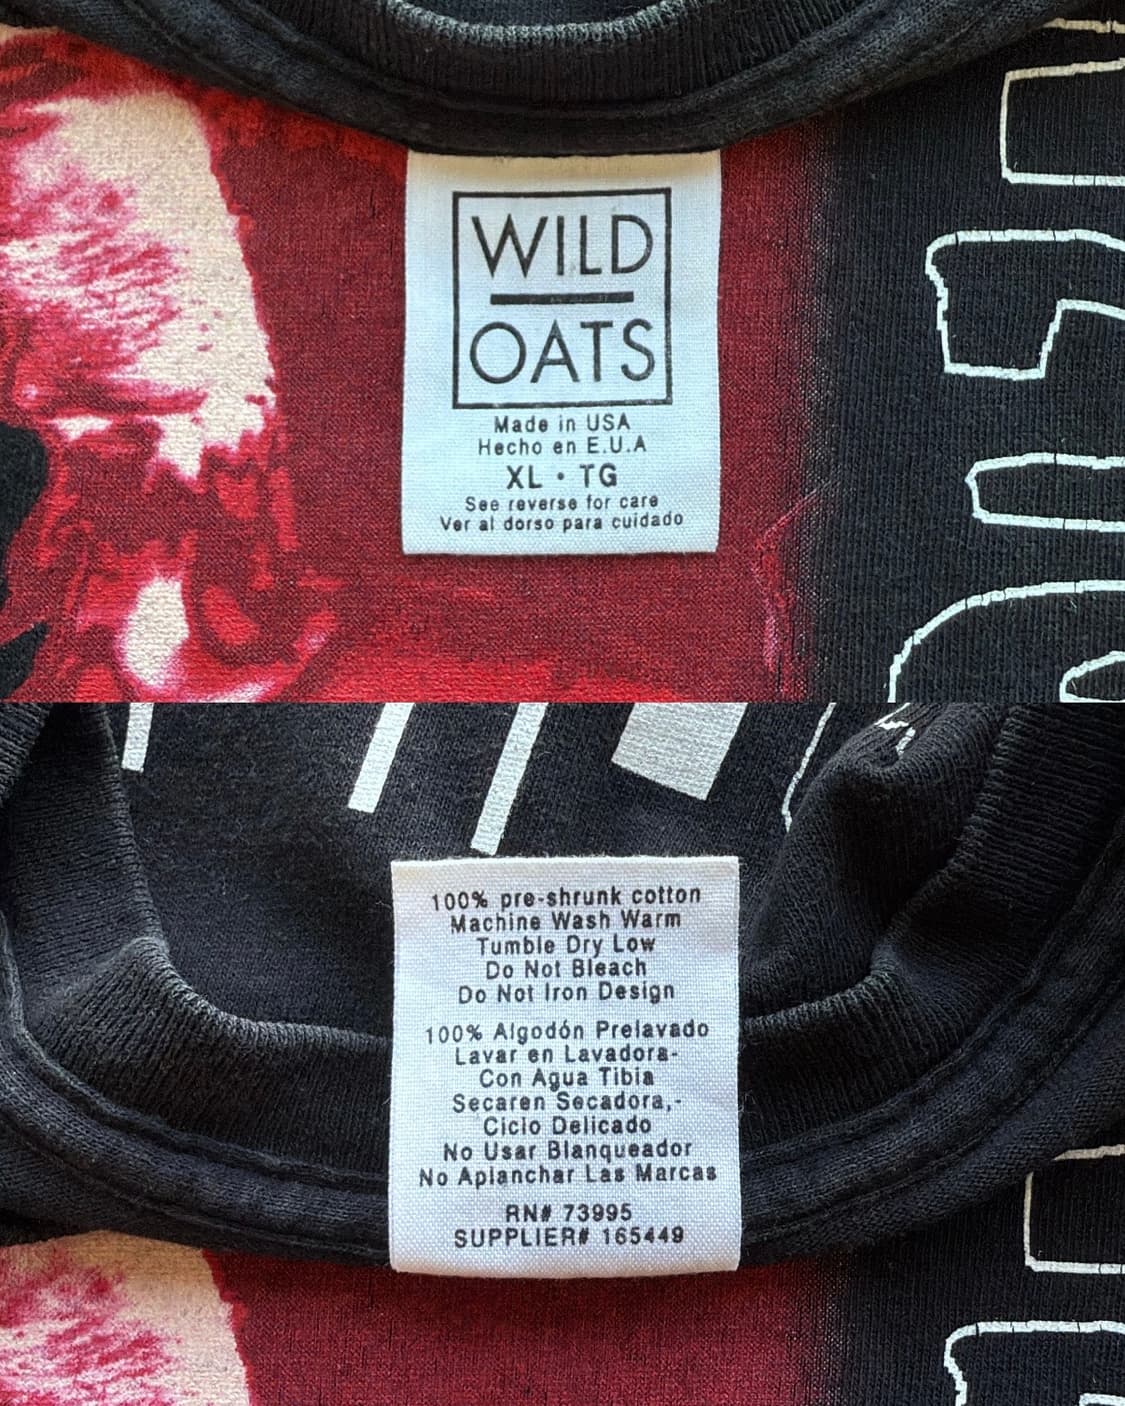 WILD
OATS
Made in USA
Hecho en E.U.A
XL • TG
See reverse for care
Ver al dorso para cuidado
100% pre-shrunk cotton
Machine Wash Warm
Tumble Dry Low
Do Not Bleach
Do Not Iron Design
100% Algodón Prelavado
Lavar en Lavadora-
Con Agua Tibia
Secaren Secadora,-
Ciclo Delicado
No Usar Blanqueador
No Aplanchar Las Marcas
RN# 73995
SUPPLIER# 165449